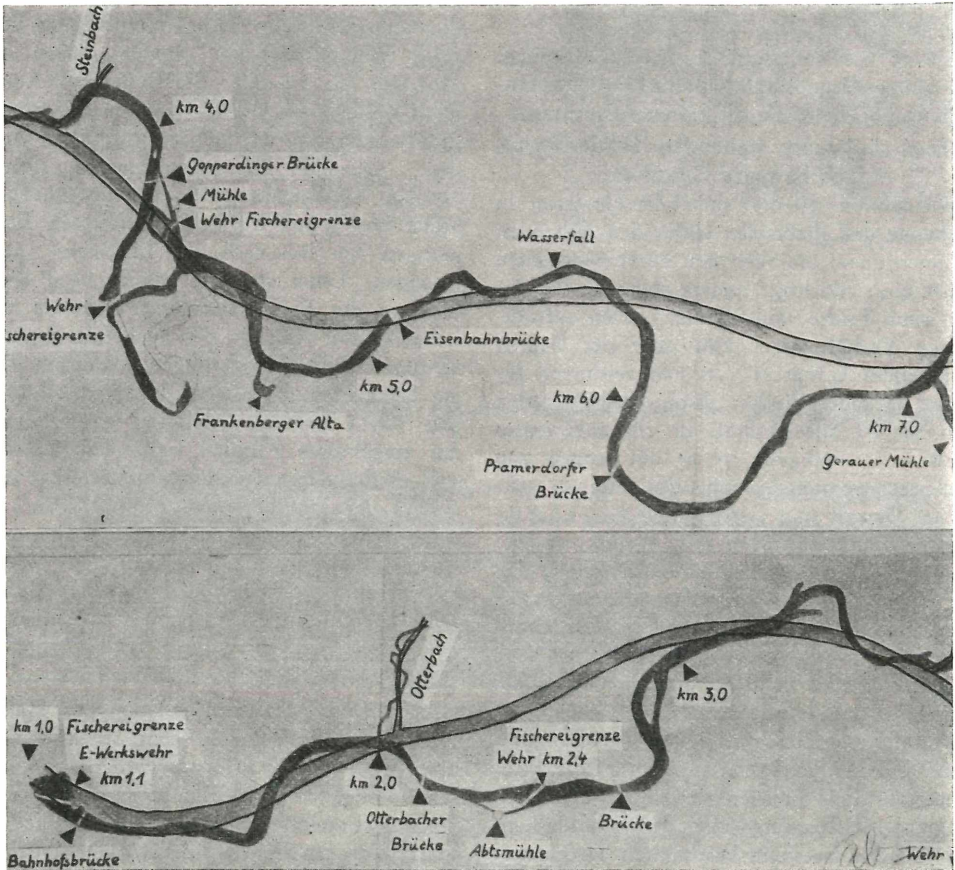 Steinbach
km 4,0
Gopperdinger Brücke
Mühle
Wehr Fischereigrenze
Wasserfall
Wehr
schereigrenze
Eisenbahnbrücke
km 5,0
Frankenberger Alta
km 6,0
km 7,0
Gerauer Mühle
Pramerdorfer
Brücke
Otterbach
km 3,0
km 1,0 Fischereigrenze
E-Werkswehr
km 1,1
Fischereigrenze
Wehr km 2,4
km 2,0
Otterbacher
Brücke
Abtsmühle
Brücke
Bahnhofsbrücke
ab
Wehr